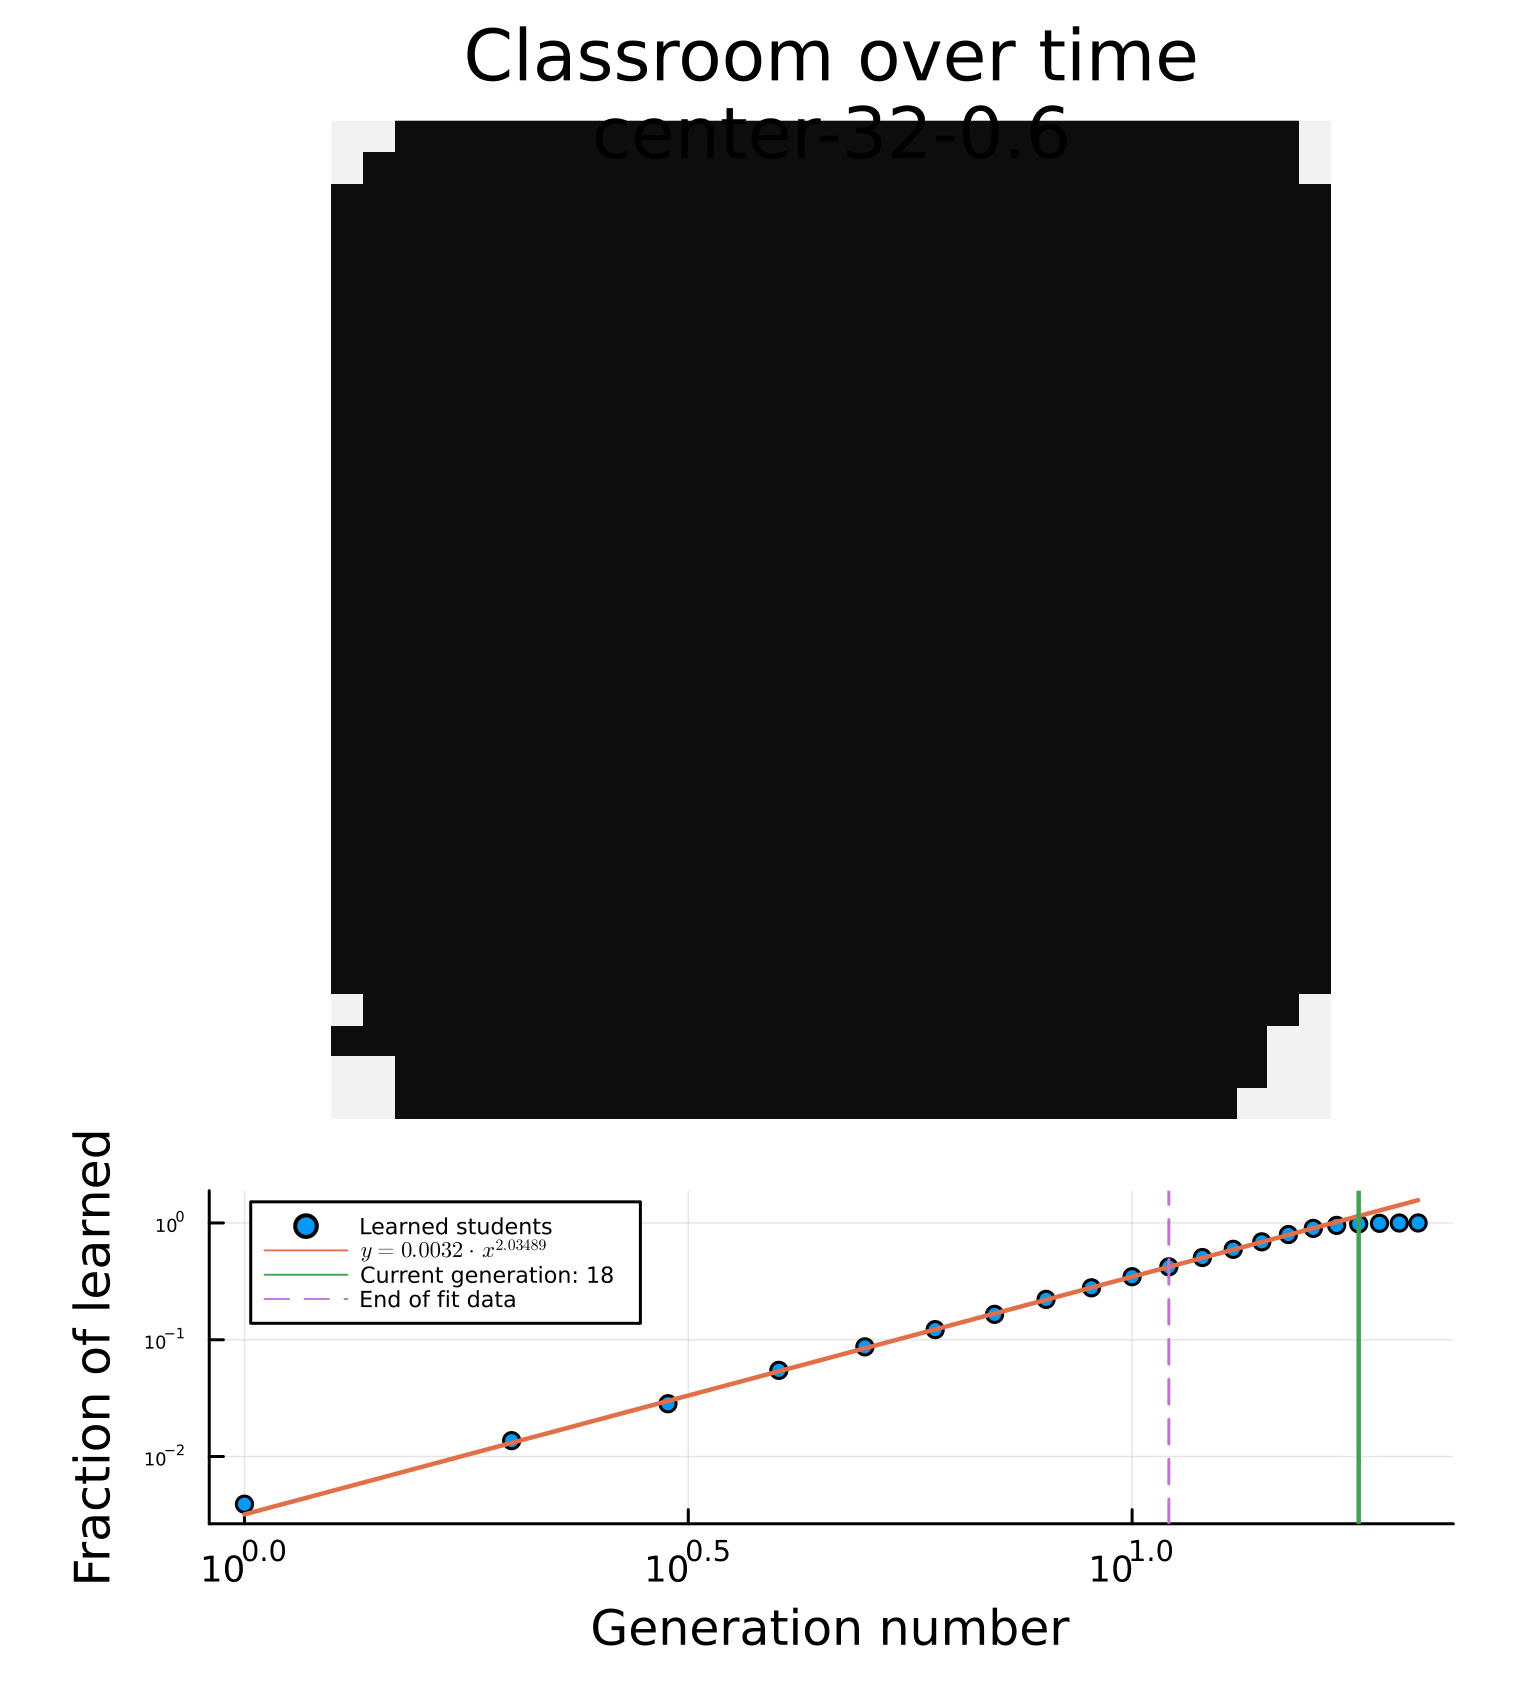 Classroom over time
center-32-0.6
Fraction of learned
10^0
10^−1
10^−2
Learned students
y = 0.0032 · x^2.03489
Current generation: 18
End of fit data
10^0.0 10^0.5 10^1.0
Generation number